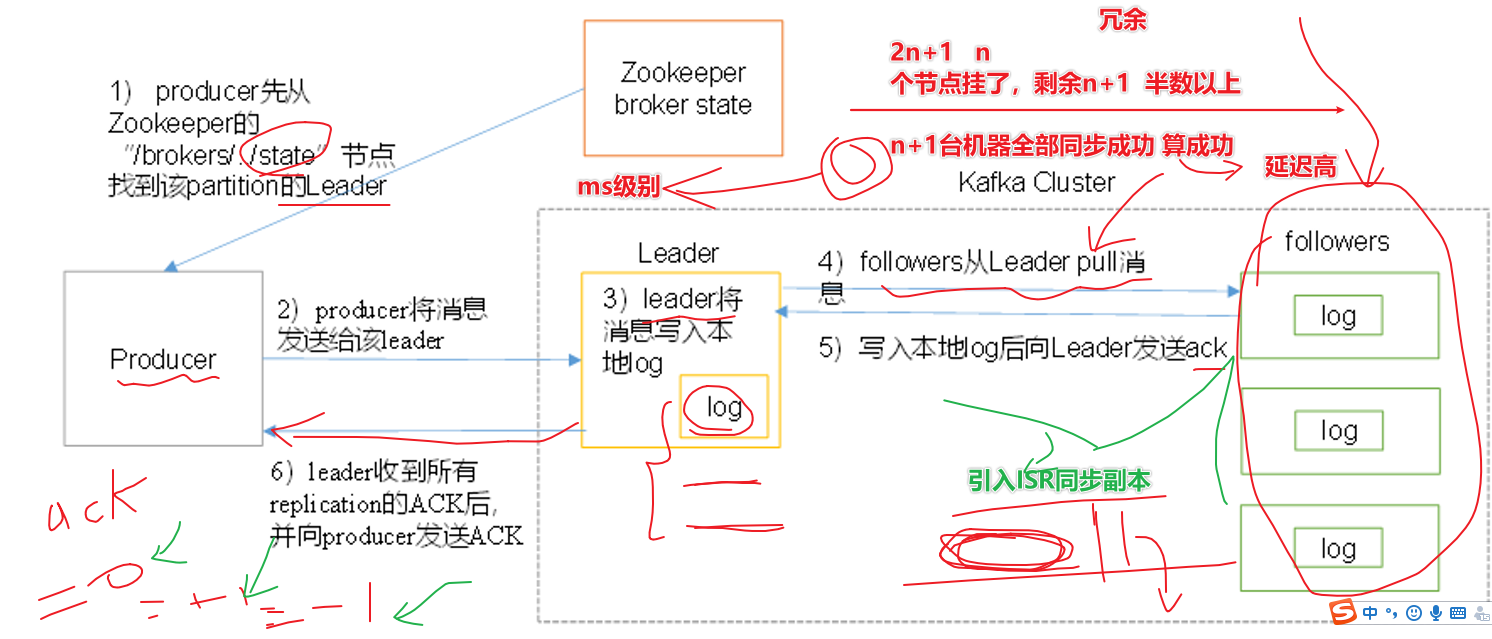 冗余
2n+1 n
个节点挂了，剩余n+1 半数以上
Zookeeper
broker state
1） producer先从
Zookeeper的
“/brokers/../state”节点
找到该partition的Leader
n+1台机器全部同步成功 算成功
延迟高
ms级别
Kafka Cluster
Leader
followers
4）followers从Leader pull消
息
3）leader将
消息写入本
地log
log
2）producer将消息
发送给该leader
Producer
5）写入本地log后向Leader发送ack
log
log
log
6）leader收到所有
replication的ACK后，
并向producer发送ACK
引入ISR同步副本
ack
=0
=+1
=-1
中